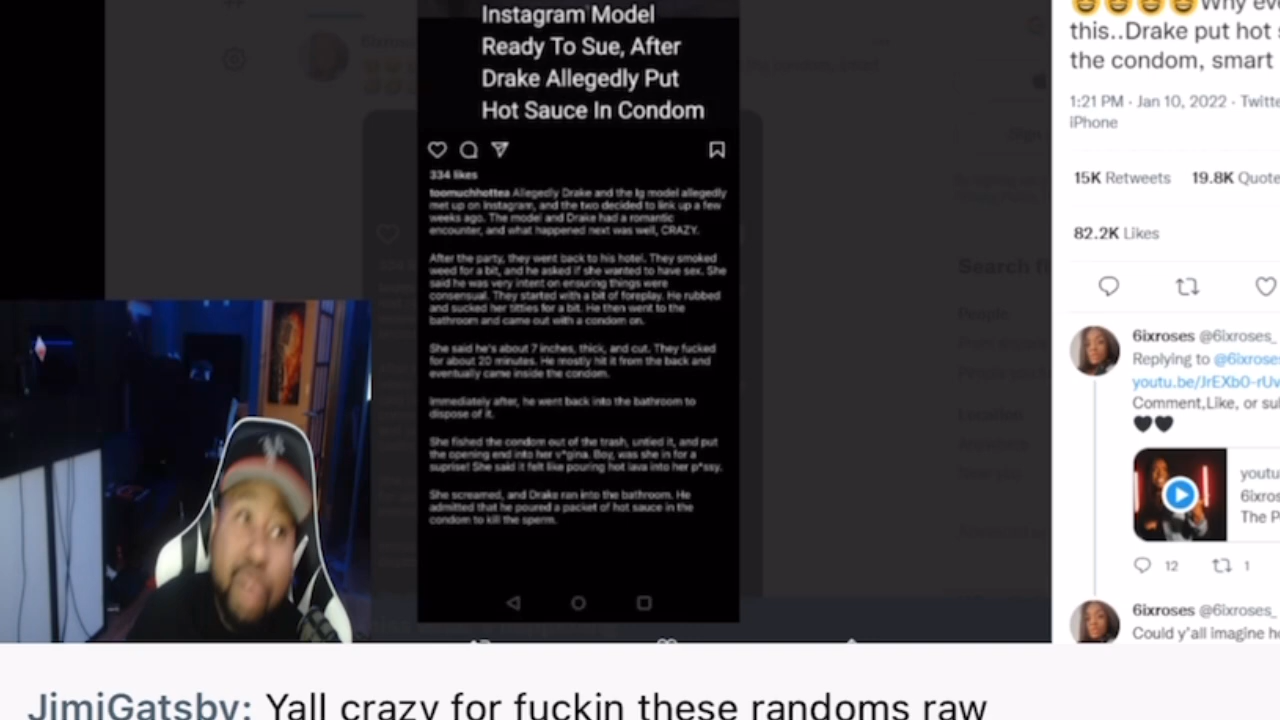 Instagram Model
Ready To Sue, After
Drake Allegedly Put
Hot Sauce In Condom
334 likes
toomuchhottea Allegedly Drake and the Ig model allegedly
met up on Instagram, and the two decided to link up a few
weeks ago. The model and Drake had a romantic
encounter, and what happened next was well, CRAZY.
After the party, they went back to his hotel. They smoked
weed for a bit, and he asked if she wanted to have sex. She
said he was very intent on ensuring things were
consensual. They started with a bit of foreplay. He rubbed
and sucked her titties for a bit. He then went to the
bathroom and came out with a condom on.
She said he's about 7 inches, thick, and cut. They fucked
for about 20 minutes. He mostly hit it from the back and
eventually came inside the condom.
Immediately after, he went back into the bathroom to
dispose of it.
She fished the condom out of the trash, untied it, and put
the opening end into her v*gina. Boy, was she in for a
suprise! She said it felt like pouring hot lava into her p*ssy.
She screamed, and Drake ran into the bathroom. He
admitted that he poured a packet of hot sauce in the
condom to kill the sperm.
Search
People
Location
😂😂😂😂Why
this..Drake put hot
the condom, smart
1:21 PM · Jan 10, 2022 ·
iPhone
15K Retweets 19.8K
82.2K Likes
6ixroses @6ixroses_
Replying to
Comment,Like, or
🖤🖤
The
12 1
6ixroses @6ixroses_
Could y'all imagine
JimiGatsby: Yall crazy for fuckin these randoms raw